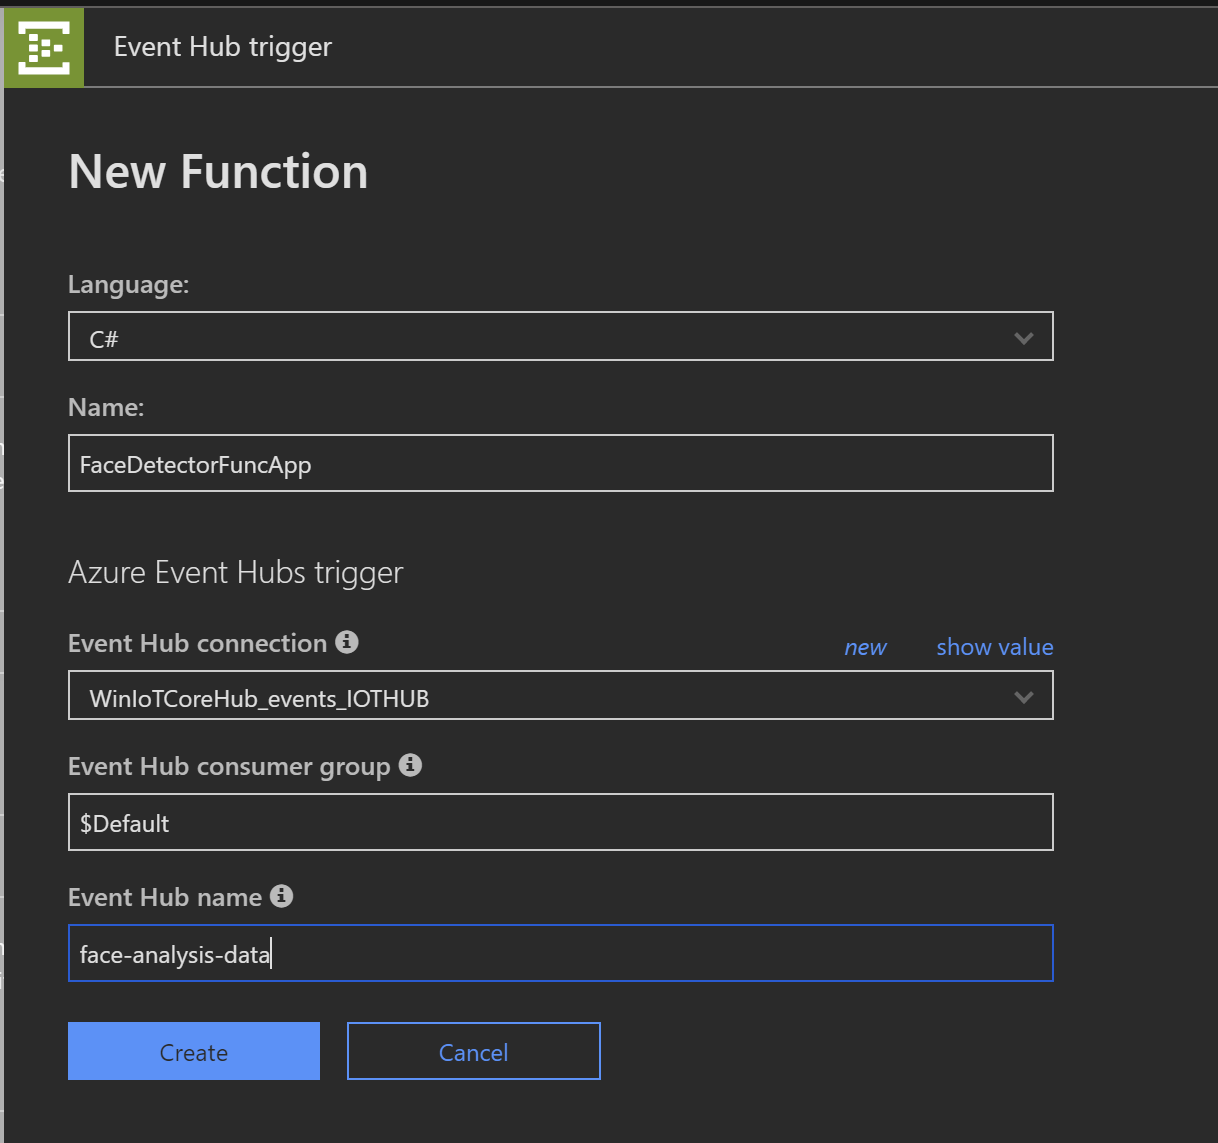 Event Hub trigger
New Function
Language:
C#
Name:
FaceDetectorFuncApp
Azure Event Hubs trigger
Event Hub connection
new show value
WinIoTCoreHub_events_IOTHUB
Event Hub consumer group
$Default
Event Hub name
face-analysis-data
Create Cancel